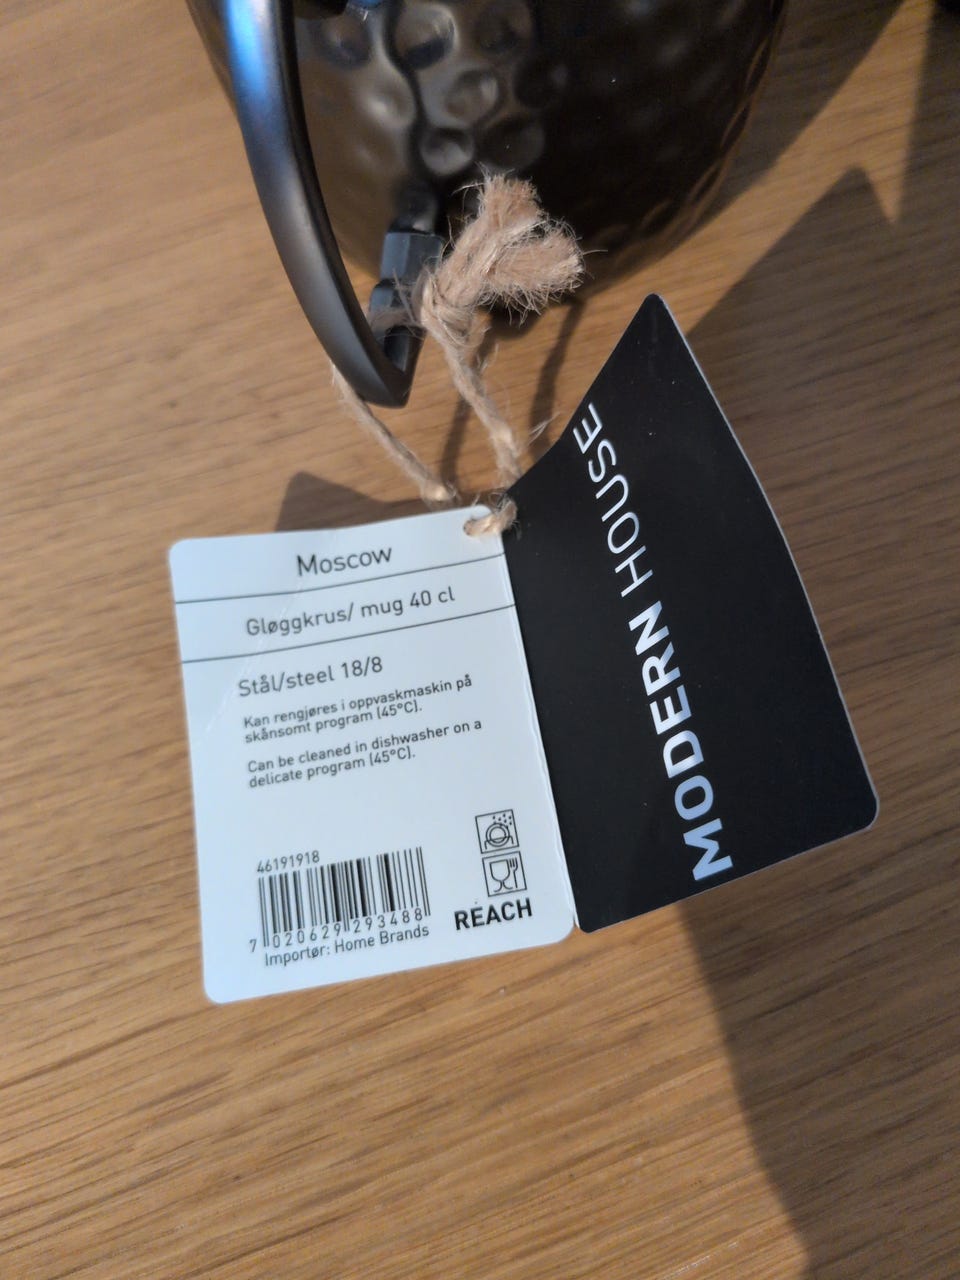 Moscow
Gløggkrus/ mug 40 cl
Stål/steel 18/8
Kan rengjøres i oppvaskmaskin på
skånsomt program (45°C).
Can be cleaned in dishwasher on a
delicate program (45°C).
46191918
7 020629 293488
Importør: Home Brands
REACH
MODERN HOUSE